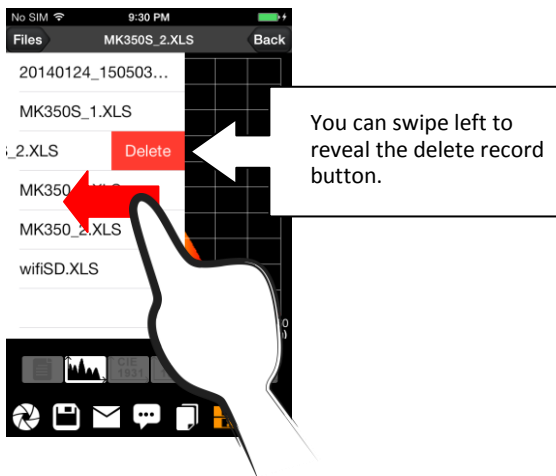 No SIM 9:30 PM
Files MK350S_2.XLS Back
20140124_150503...
MK350S_1.XLS
_2.XLS Delete
You can swipe left to
reveal the delete record
button.
MK350
MK350_2.XLS
wifiSD.XLS
0
CIE
1931